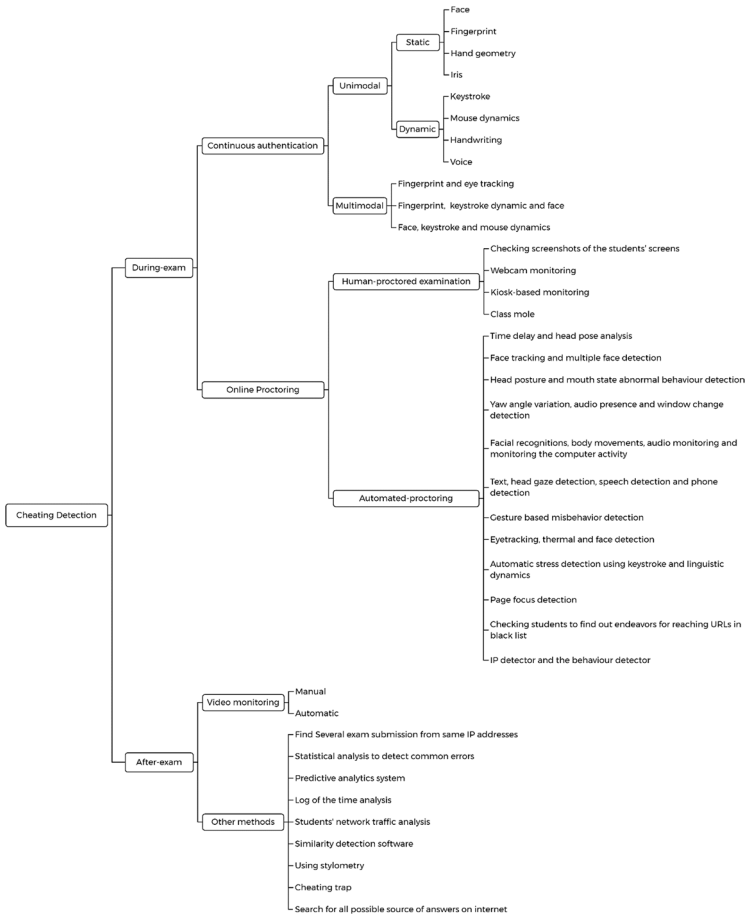 Face
Fingerprint
Static
Hand geometry
Iris
Unimodal
Keystroke
Mouse dynamics
Dynamic
Handwriting
Voice
Continuous authentication
Fingerprint and eye tracking
Multimodal
Fingerprint, keystroke dynamic and face
Face, keystroke and mouse dynamics
During-exam
Checking screenshots of the students' screens
Webcam monitoring
Human-proctored examination
Kiosk-based monitoring
Class mole
Online Proctoring
Time delay and head pose analysis
Face tracking and multiple face detection
Head posture and mouth state abnormal behaviour detection
Yaw angle variation, audio presence and window change
detection
Facial recognitions, body movements, audio monitoring and
monitoring the computer activity
Automated-proctoring
Text, head gaze detection, speech detection and phone
detection
Gesture based misbehavior detection
Eyetracking, thermal and face detection
Automatic stress detection using keystroke and linguistic
dynamics
Page focus detection
Checking students to find out endeavors for reaching URLs in
black list
IP detector and the behaviour detector
Cheating Detection
Video monitoring
Manual
Automatic
After-exam
Find Several exam submission from same IP addresses
Statistical analysis to detect common errors
Predictive analytics system
Log of the time analysis
Other methods
Students' network traffic analysis
Similarity detection software
Using stylometry
Cheating trap
Search for all possible source of answers on internet